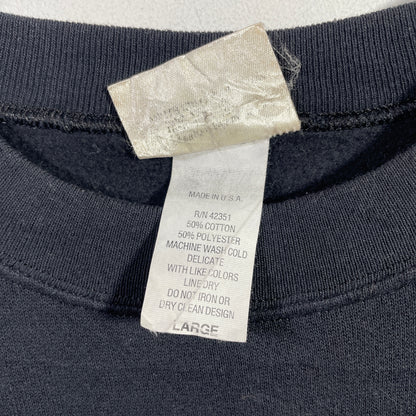 MADE IN U.S.A.
R/N 42351
50% COTTON
50% POLYESTER
MACHINE WASH COLD
DELICATE
WITH LIKE COLORS
LINE DRY
DO NOT IRON OR
DRY CLEAN DESIGN
LARGE